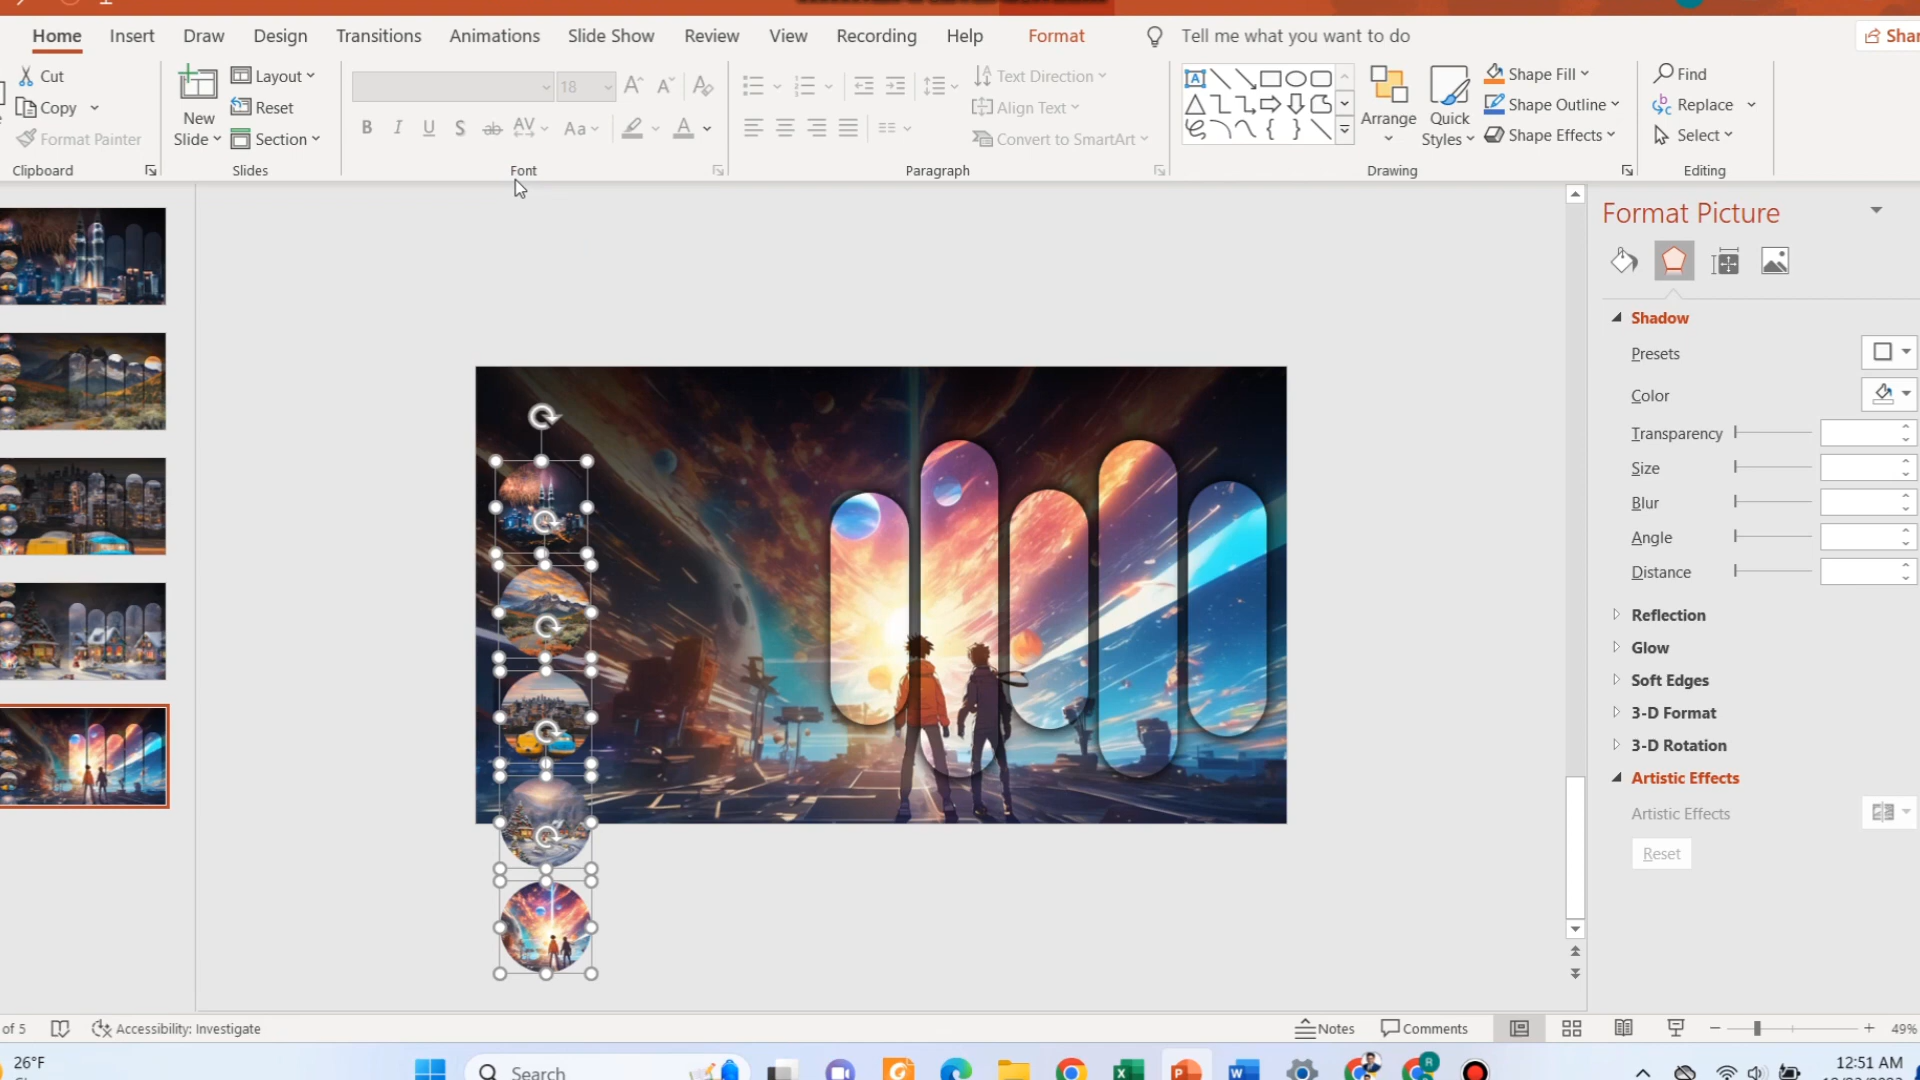 Home Insert Draw Design Transitions Animations Slide Show Review View Recording Help Format Tell me what you want to do Shar
Cut
Copy
Format Painter
Clipboard
New
Slide
Layout
Reset
Section
Slides
18
B I U S ab AV Aa A
Font
Text Direction
Align Text
Convert to SmartArt
Paragraph
Arrange
Quick
Styles
Shape Fill
Shape Outline
Shape Effects
Drawing
Find
Replace
Select
Editing
Format Picture
Shadow
Presets
Color
Transparency
Size
Blur
Angle
Distance
Reflection
Glow
Soft Edges
3-D Format
3-D Rotation
Artistic Effects
Artistic Effects
Reset
of 5 Accessibility: Investigate Notes Comments 49%
26°F
Search
12:51 AM